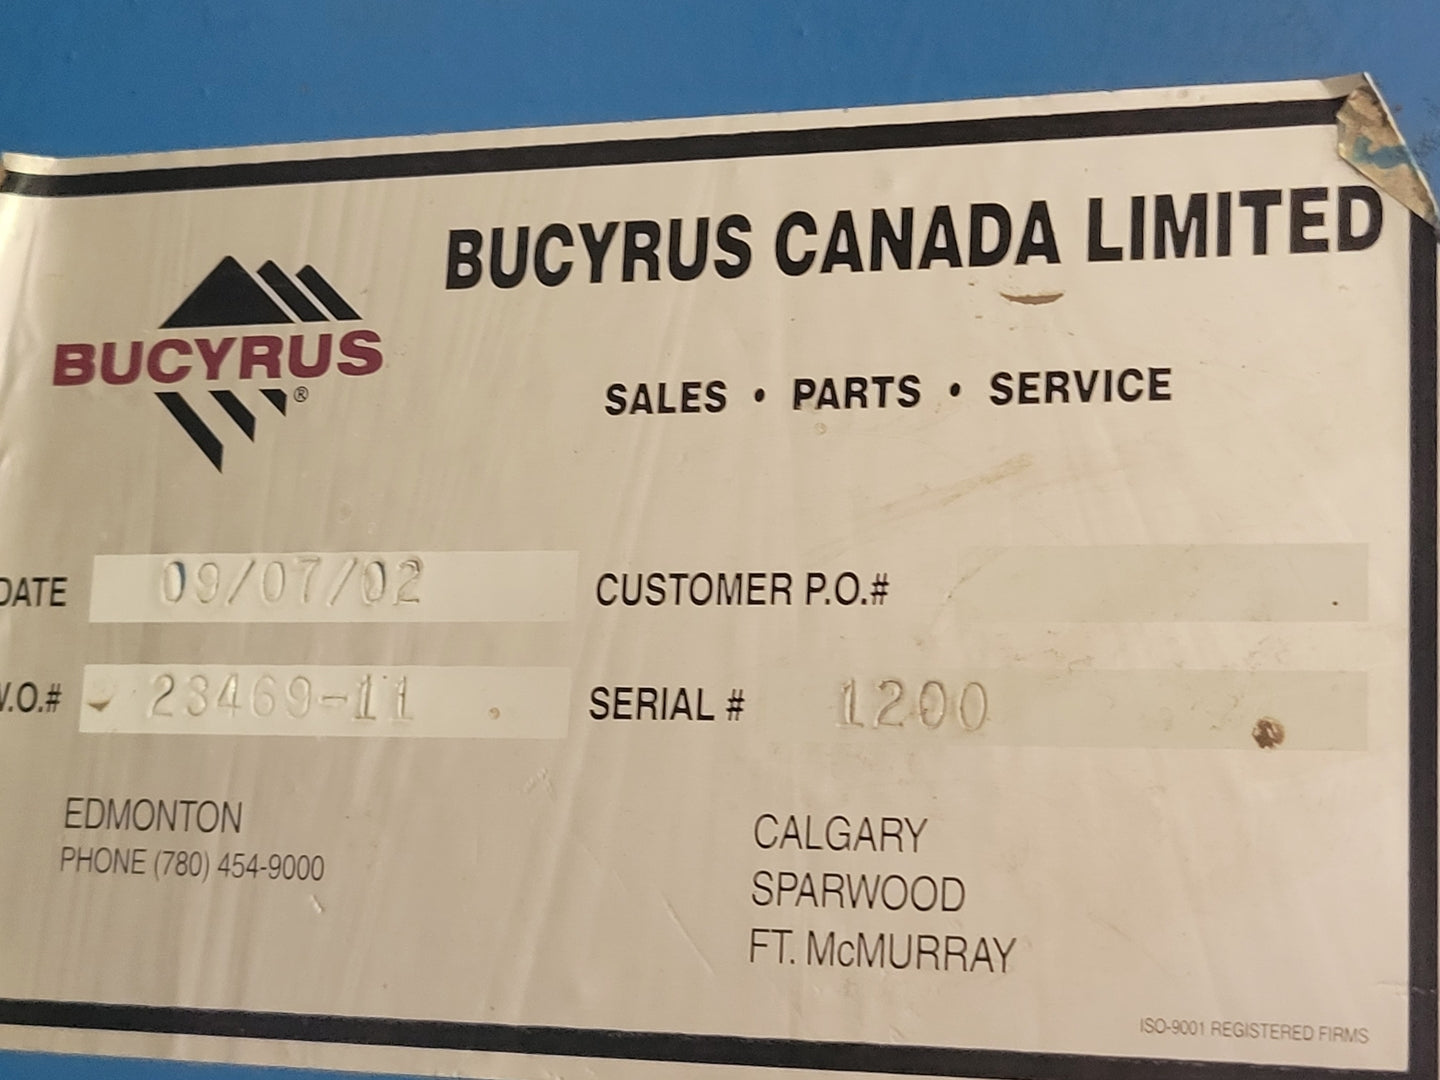 BUCYRUS CANADA LIMITED
BUCYRUS®
SALES • PARTS • SERVICE
DATE 09/07/02 CUSTOMER P.O.#
W.O.# 23469-11 SERIAL # 1200
EDMONTON
PHONE (780) 454-9000
CALGARY
SPARWOOD
FT. McMURRAY
ISO-9001 REGISTERED FIRMS